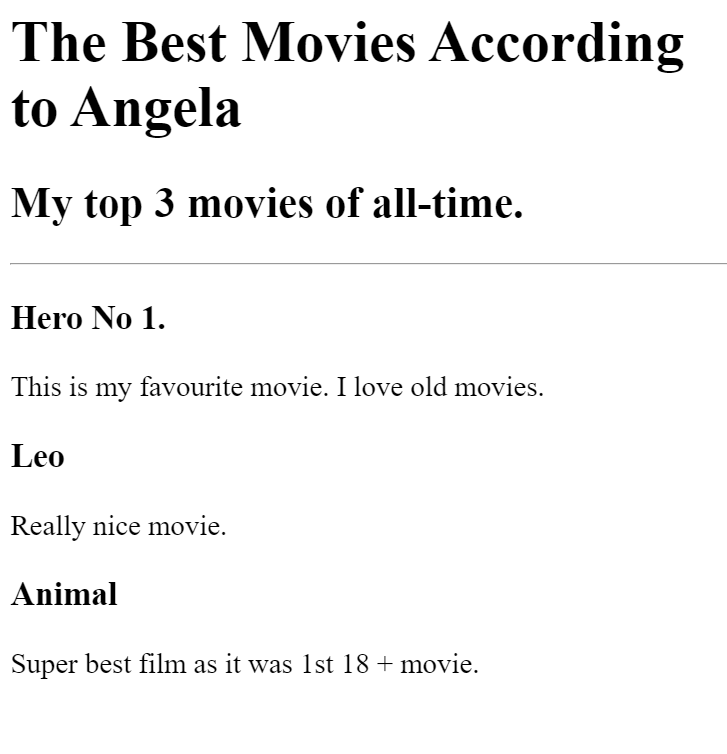 The Best Movies According
to Angela
My top 3 movies of all-time.
Hero No 1.
This is my favourite movie. I love old movies.
Leo
Really nice movie.
Animal
Super best film as it was 1st 18 + movie.